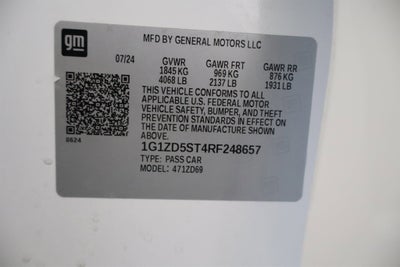 gm
MFD BY GENERAL MOTORS LLC
07/24 GVWR GAWR FRT GAWR RR
1845 KG 969 KG 876 KG
4068 LB 2137 LB 1931 LB
THIS VEHICLE CONFORMS TO ALL
APPLICABLE U.S. FEDERAL MOTOR
VEHICLE SAFETY, BUMPER, AND THEFT
PREVENTION STANDARDS IN EFFECT ON
THE DATE OF MANUFACTURE SHOWN
ABOVE.
8624
1G1ZD5ST4RF248657
TYPE: PASS CAR
MODEL: 471ZD69